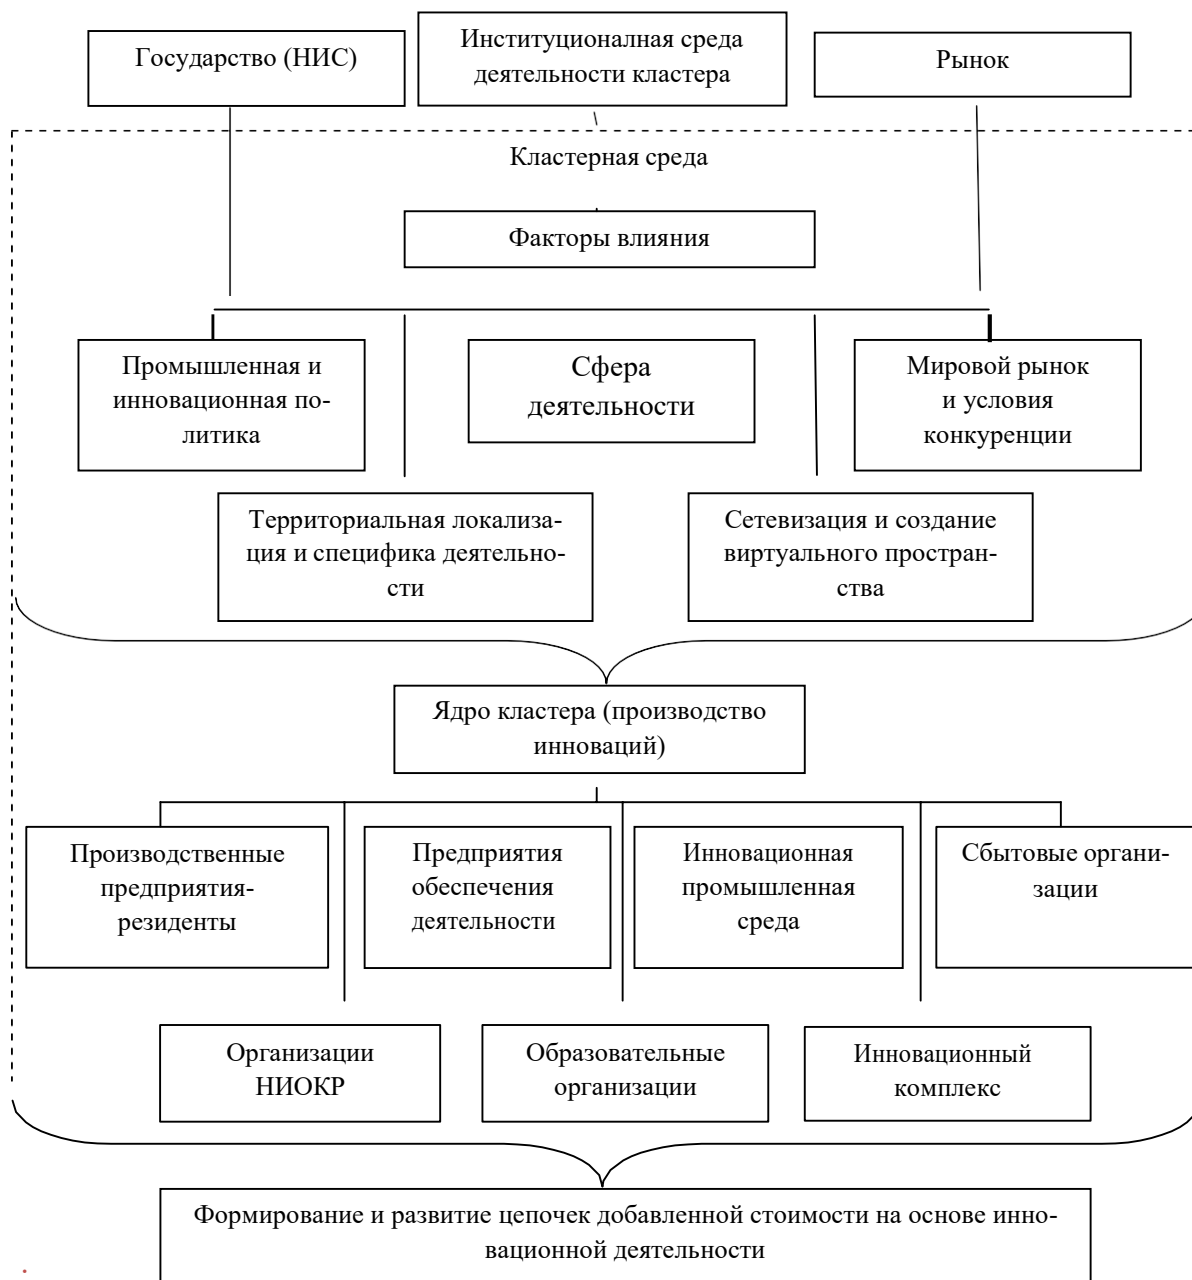 Государство (НИС)
Институционалная среда
деятельности кластера
Рынок
Кластерная среда
Факторы влияния
Промышленная и
инновационная по-
литика
Сфера
деятельности
Мировой рынок
и условия
конкуренции
Территориальная локализа-
ция и специфика деятельно-
сти
Сетевизация и создание
виртуального простран-
ства
Ядро кластера (производство
инноваций)
Производственные
предприятия-
резиденты
Предприятия
обеспечения
деятельности
Инновационная
промышленная
среда
Сбытовые органи-
зации
Организации
НИОКР
Образовательные
организации
Инновационный
комплекс
Формирование и развитие цепочек добавленной стоимости на основе инно-
вационной деятельности